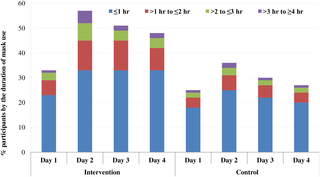 60
50
40
30
20
10
0
% participants by the duration of mask use
≤1 hr
>1 hr to ≤2 hr
>2 to ≤3 hr
>3 hr to ≥4 hr
Day 1 Day 2 Day 3 Day 4 Day 1 Day 2 Day 3 Day 4
Intervention Control